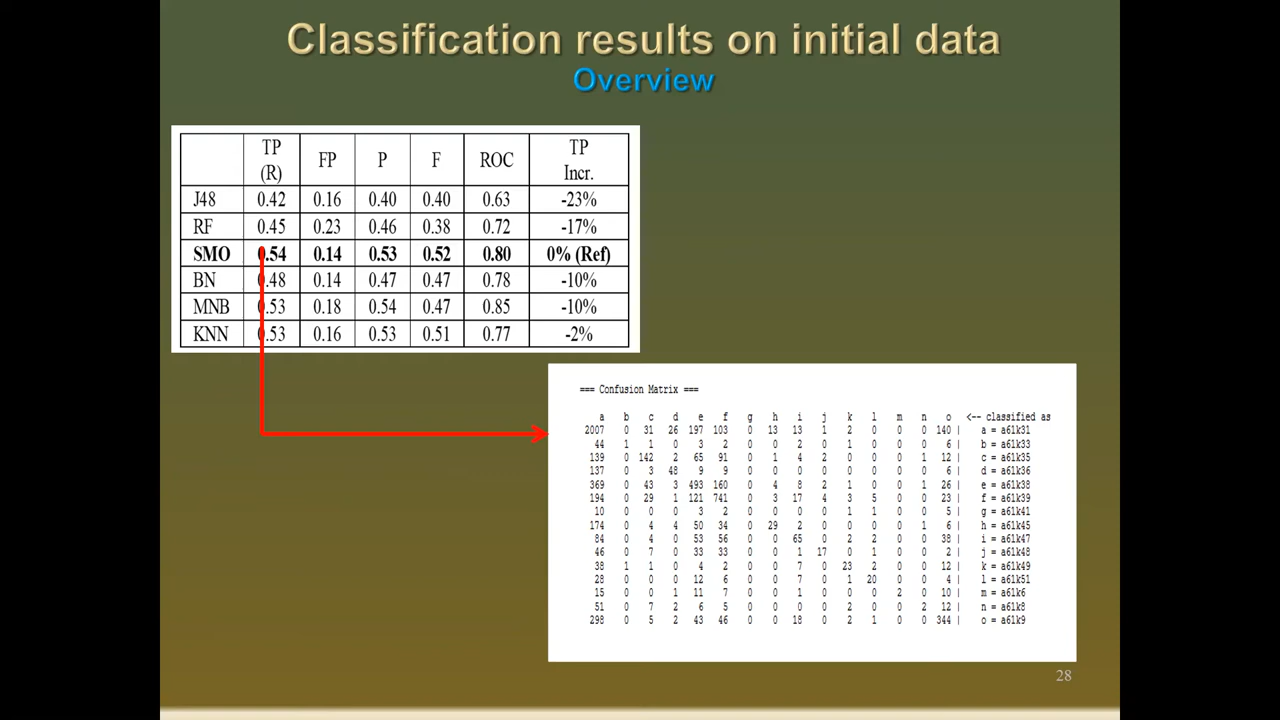 Classification results on initial data
Overview
TP (R) FP P F ROC TP Incr.
J48 0.42 0.16 0.40 0.40 0.63 -23%
RF 0.45 0.23 0.46 0.38 0.72 -17%
SMO 0.54 0.14 0.53 0.52 0.80 0% (Ref)
BN 0.48 0.14 0.47 0.47 0.78 -10%
MNB 0.53 0.18 0.54 0.47 0.85 -10%
KNN 0.53 0.16 0.53 0.51 0.77 -2%
=== Confusion Matrix ===
a b c d e f g h i j k l m n o <-- classified as
2007 0 31 26 197 103 0 13 13 1 2 0 0 0 140 | a = a61k31
44 1 1 0 3 2 0 0 2 0 1 0 0 0 6 | b = a61k33
139 0 142 2 65 91 0 1 4 2 0 0 0 1 12 | c = a61k35
137 0 3 48 9 9 0 0 0 0 0 0 0 0 6 | d = a61k36
369 0 43 3 493 160 0 4 8 2 1 0 0 1 26 | e = a61k38
194 0 29 1 121 741 0 3 17 4 3 5 0 0 23 | f = a61k39
10 0 0 0 3 2 0 0 0 0 1 1 0 0 5 | g = a61k41
174 0 4 4 50 34 0 29 2 0 0 0 0 1 6 | h = a61k45
84 0 4 0 53 56 0 0 65 0 2 2 0 0 38 | i = a61k47
46 0 7 0 33 33 0 0 1 17 0 1 0 0 2 | j = a61k48
38 1 1 0 4 2 0 0 7 0 23 2 0 0 12 | k = a61k49
28 0 0 0 12 6 0 0 7 0 1 20 0 0 4 | l = a61k51
15 0 0 1 11 7 0 0 1 0 0 0 2 0 10 | m = a61k6
51 0 7 2 6 5 0 0 0 0 2 0 0 2 12 | n = a61k8
298 0 5 2 43 46 0 0 18 0 2 1 0 0 344 | o = a61k9
28